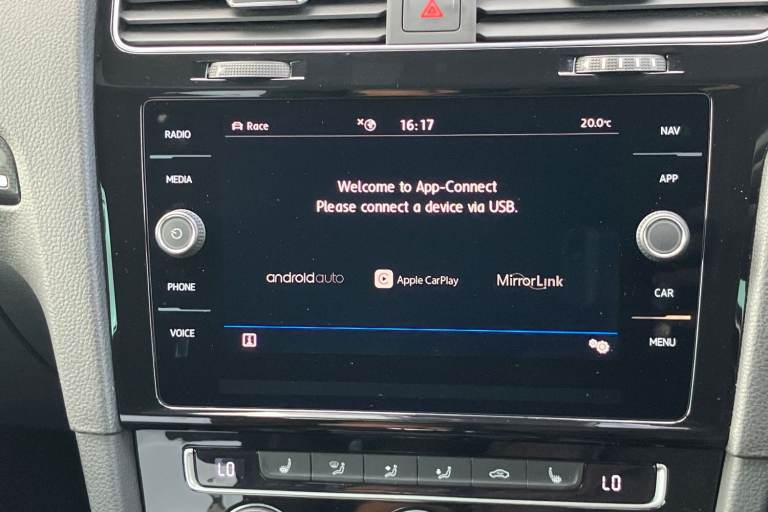 RADIO
MEDIA
PHONE
VOICE
Race 16:17 20.0°C
Welcome to App-Connect
Please connect a device via USB.
androidauto Apple CarPlay MirrorLink
NAV
APP
CAR
MENU
LO LO